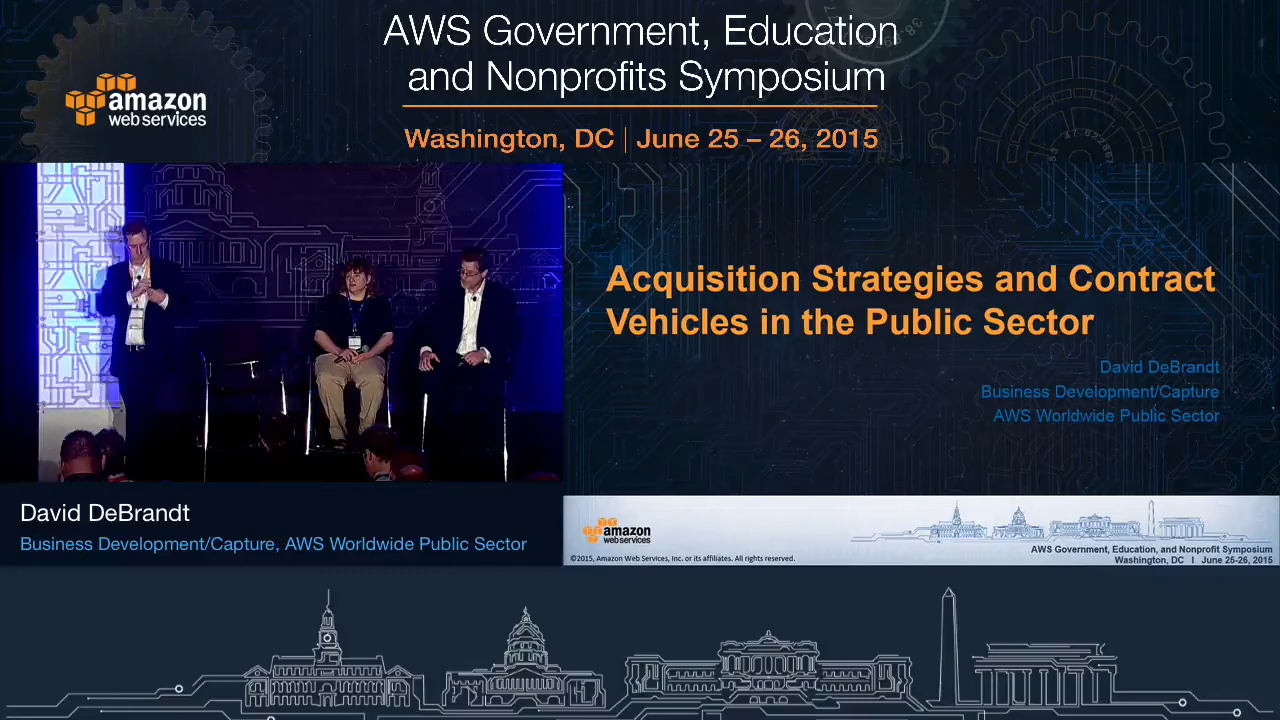 AWS Government, Education
and Nonprofits Symposium
amazon
web services
Washington, DC | June 25 – 26, 2015
Acquisition Strategies and Contract
Vehicles in the Public Sector
David DeBrandt
Business Development/Capture
AWS Worldwide Public Sector
David DeBrandt
Business Development/Capture, AWS Worldwide Public Sector
amazon
web services
©2015, Amazon Web Services, Inc. or its affiliates. All rights reserved.
AWS Government, Education, and Nonprofit Symposium
Washington, DC I June 25-26, 2015